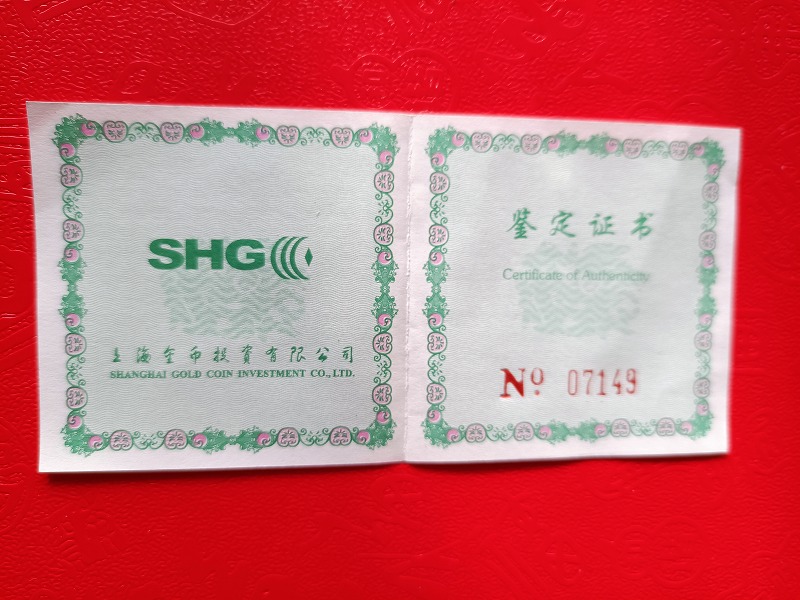 SHG
上海金币投资有限公司
SHANGHAI GOLD COIN INVESTMENT CO., LTD.
鉴定证书
Certificate of Authenticity
Nº 07149